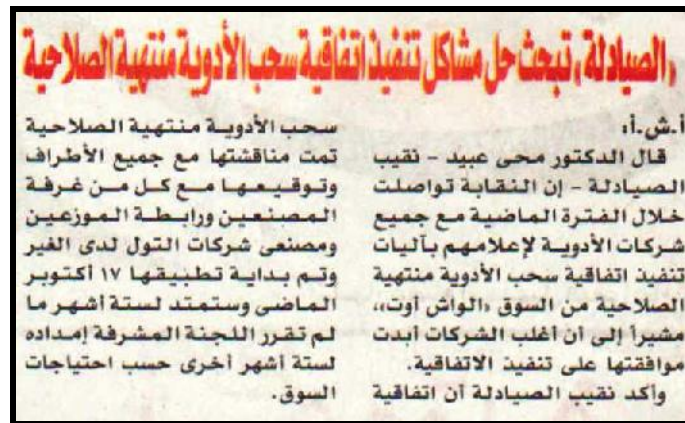 «الصيادلة» تبحث حل مشاكل تنفيذ اتفاقية سحب الأدوية منتهية الصلاحية
أ.ش.أ:
قال الدكتور محى عبيد - نقيب
الصيادلة - إن النقابة تواصلت
خلال الفترة الماضية مع جميع
شركات الأدوية لإعلامهم بآليات
تنفيذ اتفاقية سحب الأدوية منتهية
الصلاحية من السوق «الواش أوت»،
مشيراً إلى أن أغلب الشركات أبدت
موافقتها على تنفيذ الاتفاقية.
وأكد نقيب الصيادلة أن اتفاقية
سحب الأدوية منتهية الصلاحية
تمت مناقشتها مع جميع الأطراف
وتوقيعها مع كل من غرفة
المصنعين ورابطة الموزعين
ومصنعى شركات التول لدى الغير
وتم بداية تطبيقها ١٧ أكتوبر
الماضى وستمتد لستة أشهر ما
لم تقرر اللجنة المشرفة إمداده
لستة أشهر أخرى حسب احتياجات
السوق.